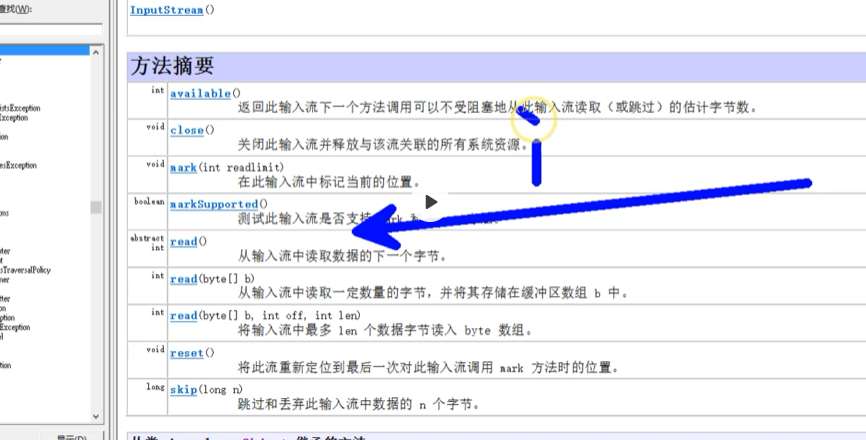 查找(W):
InputStream()
方法摘要
int available()
返回此输入流下一个方法调用可以不受阻塞地从此输入流读取（或跳过）的估计字节数。
void close()
关闭此输入流并释放与该流关联的所有系统资源。
void mark(int readlimit)
在此输入流中标记当前的位置。
boolean markSupported()
测试此输入流是否支持
abstract int read()
从输入流中读取数据的下一个字节。
int read(byte[] b)
从输入流中读取一定数量的字节，并将其存储在缓冲区数组 b 中。
int read(byte[] b, int off, int len)
将输入流中最多 len 个数据字节读入 byte 数组。
void reset()
将此流重新定位到最后一次对此输入流调用 mark 方法时的位置。
long skip(long n)
跳过和丢弃此输入流中数据的 n 个字节。
显示(D)